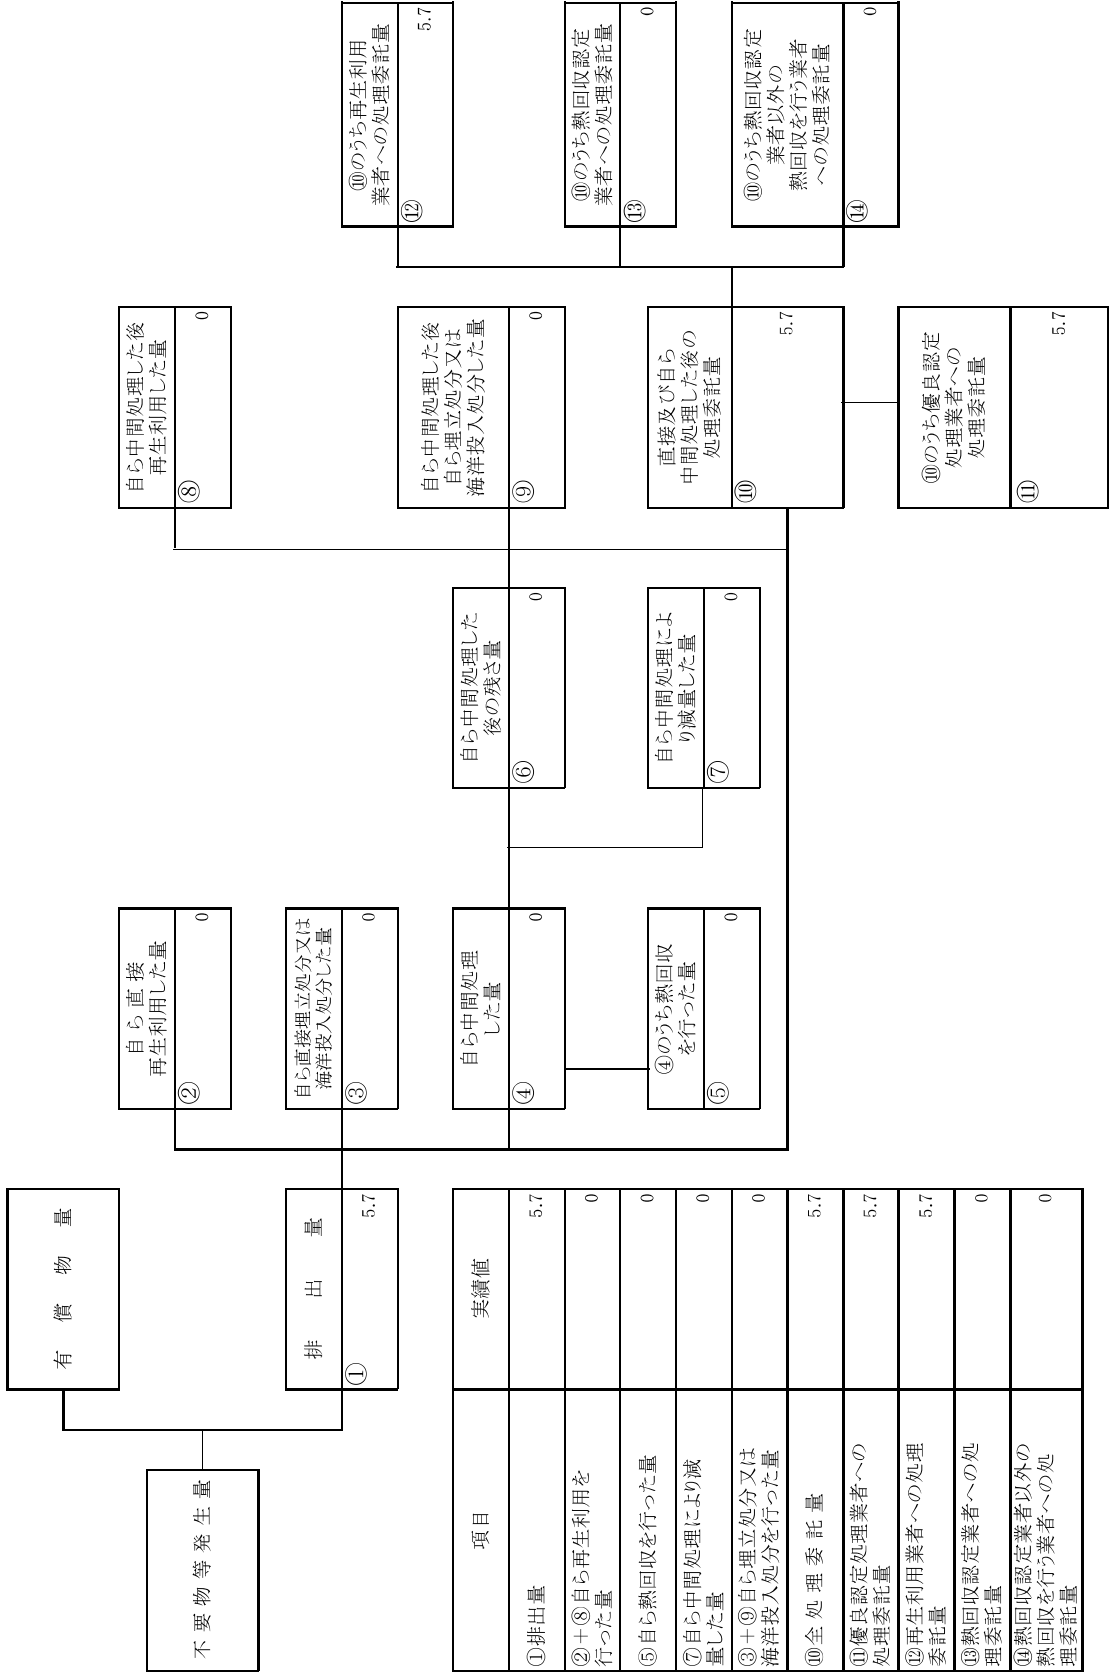 不要物等発生量
有償物量
排出量
①
5.7
自ら直接
再生利用した量
②
0
自ら直接埋立処分又は
海洋投入処分した量
③
0
自ら中間処理
した量
④
0
④のうち熱回収
を行った量
⑤
0
自ら中間処理した
後の残さ量
⑥
0
自ら中間処理によ
り減量した量
⑦
0
自ら中間処理した後
再生利用した量
⑧
0
自ら中間処理した後
自ら埋立処分又は
海洋投入処分した量
⑨
0
直接及び自ら
中間処理した後の
処理委託量
⑩
5.7
⑩のうち優良認定
処理業者への
処理委託量
⑪
5.7
⑩のうち再生利用
業者への処理委託量
⑫
5.7
⑩のうち熱回収認定
業者への処理委託量
⑬
0
⑩のうち熱回収認定
業者以外の
熱回収を行う業者
への処理委託量
⑭
0
項目
実績値
①排出量
5.7
②＋⑧自ら再生利用を
行った量
0
⑤自ら熱回収を行った量
0
⑦自ら中間処理により減
量した量
0
③＋⑨自ら埋立処分又は
海洋投入処分を行った量
0
⑩全処理委託量
5.7
⑪優良認定処理業者への
処理委託量
5.7
⑫再生利用業者への処理
委託量
5.7
⑬熱回収認定業者への処
理委託量
0
⑭熱回収認定業者以外の
熱回収を行う業者への処
理委託量
0